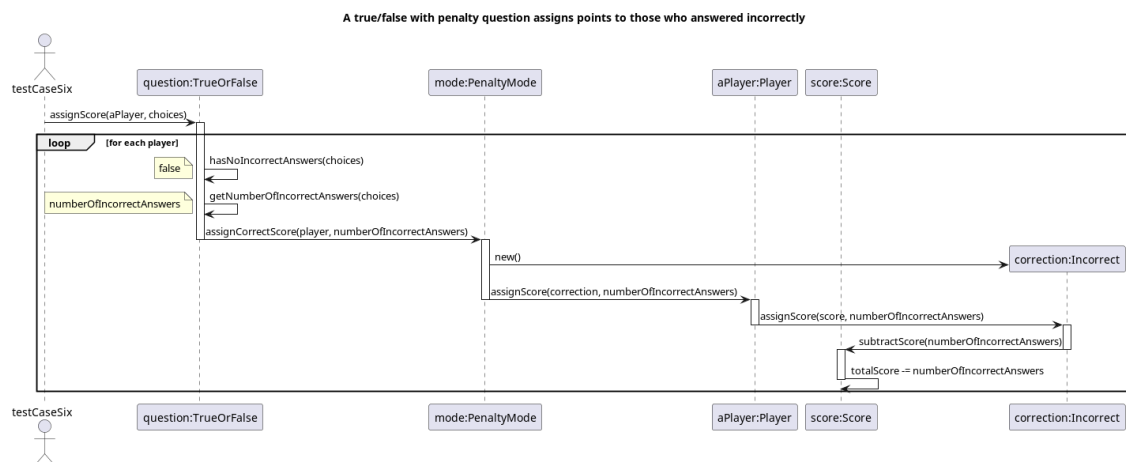 A true/false with penalty question assigns points to those who answered incorrectly
testCaseSix
question:TrueOrFalse
mode:PenaltyMode
aPlayer:Player
score:Score
assignScore(aPlayer, choices)
loop
[for each player]
hasNoIncorrectAnswers(choices)
false
getNumberOfIncorrectAnswers(choices)
numberOfIncorrectAnswers
assignCorrectScore(player, numberOfIncorrectAnswers)
new()
correction:Incorrect
assignScore(correction, numberOfIncorrectAnswers)
assignScore(score, numberOfIncorrectAnswers)
subtractScore(numberOfIncorrectAnswers)
totalScore -= numberOfIncorrectAnswers
testCaseSix
question:TrueOrFalse
mode:PenaltyMode
aPlayer:Player
score:Score
correction:Incorrect